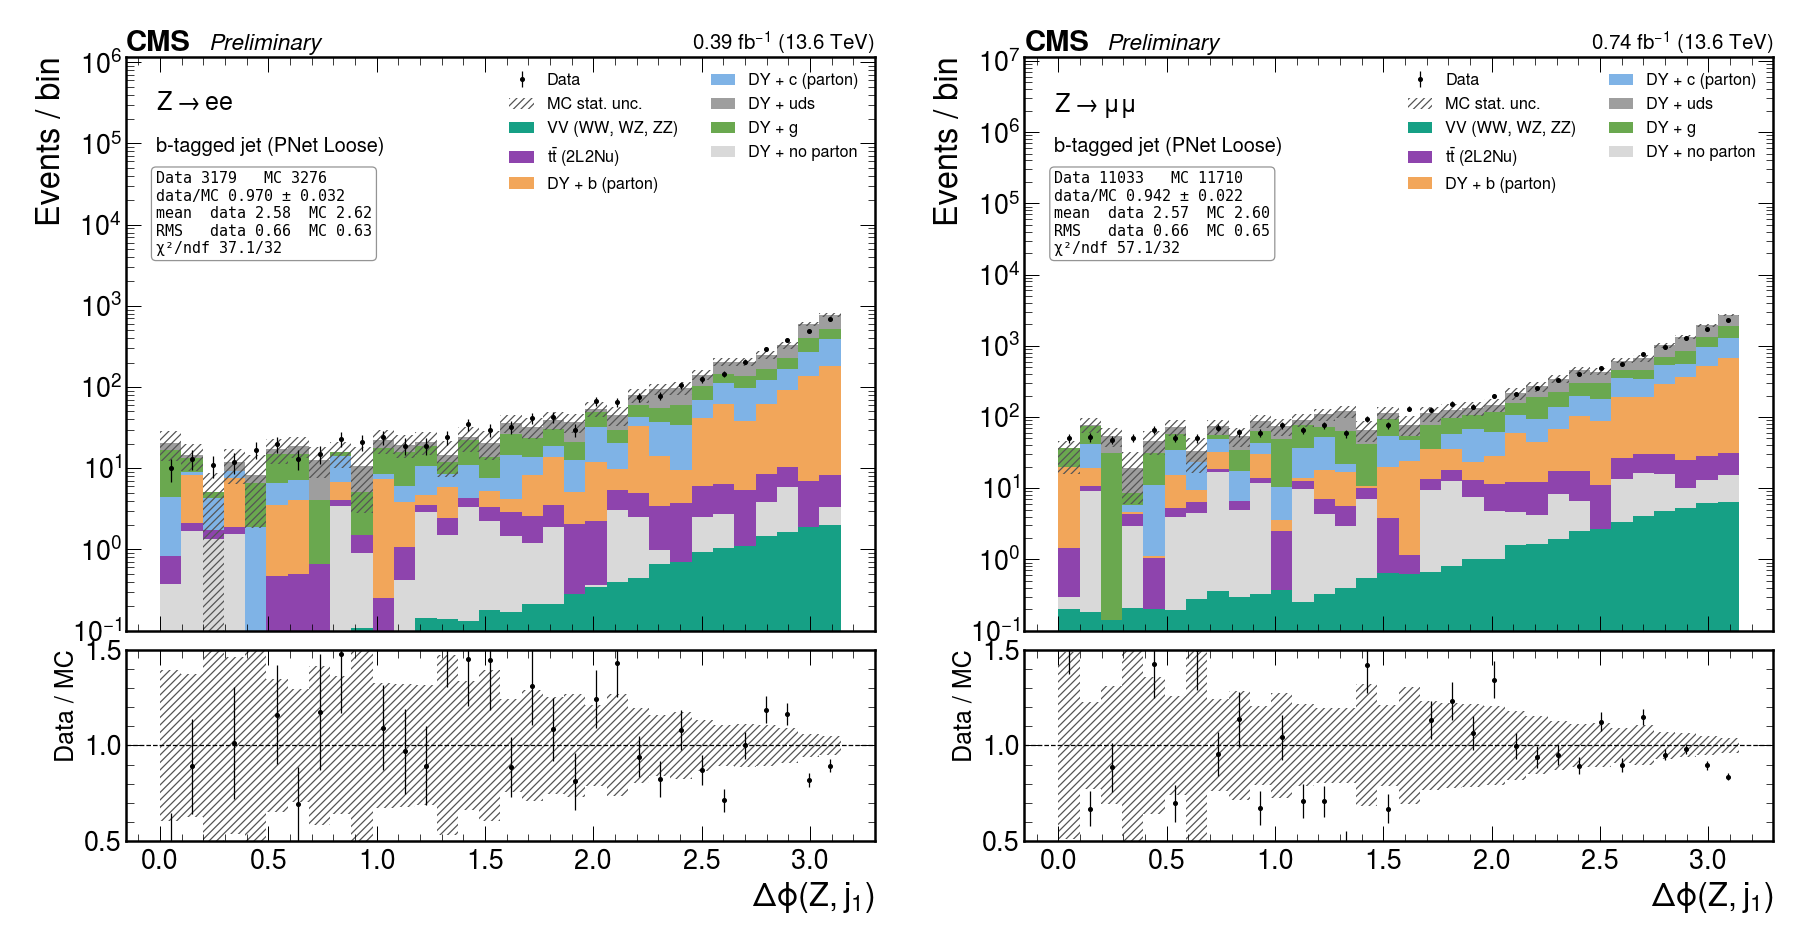 CMS Preliminary 0.39 fb⁻¹ (13.6 TeV)
Events / bin
10⁶
10⁵
10⁴
10³
10²
10¹
10⁰
10⁻¹
Z → ee
b-tagged jet (PNet Loose)
Data 3179 MC 3276
data/MC 0.970 ± 0.032
mean data 2.58 MC 2.62
RMS data 0.66 MC 0.63
χ²/ndf 37.1/32
Data
MC stat. unc.
VV (WW, WZ, ZZ)
tt̄ (2L2Nu)
DY + b (parton)
DY + c (parton)
DY + uds
DY + g
DY + no parton
Data / MC
1.5
1.0
0.5
0.0 0.5 1.0 1.5 2.0 2.5 3.0
Δϕ(Z, j₁)
CMS Preliminary 0.74 fb⁻¹ (13.6 TeV)
Events / bin
10⁷
10⁶
10⁵
10⁴
10³
10²
10¹
10⁰
10⁻¹
Z → μμ
b-tagged jet (PNet Loose)
Data 11033 MC 11710
data/MC 0.942 ± 0.022
mean data 2.57 MC 2.60
RMS data 0.66 MC 0.65
χ²/ndf 57.1/32
Data
MC stat. unc.
VV (WW, WZ, ZZ)
tt̄ (2L2Nu)
DY + b (parton)
DY + c (parton)
DY + uds
DY + g
DY + no parton
Data / MC
1.5
1.0
0.5
0.0 0.5 1.0 1.5 2.0 2.5 3.0
Δϕ(Z, j₁)